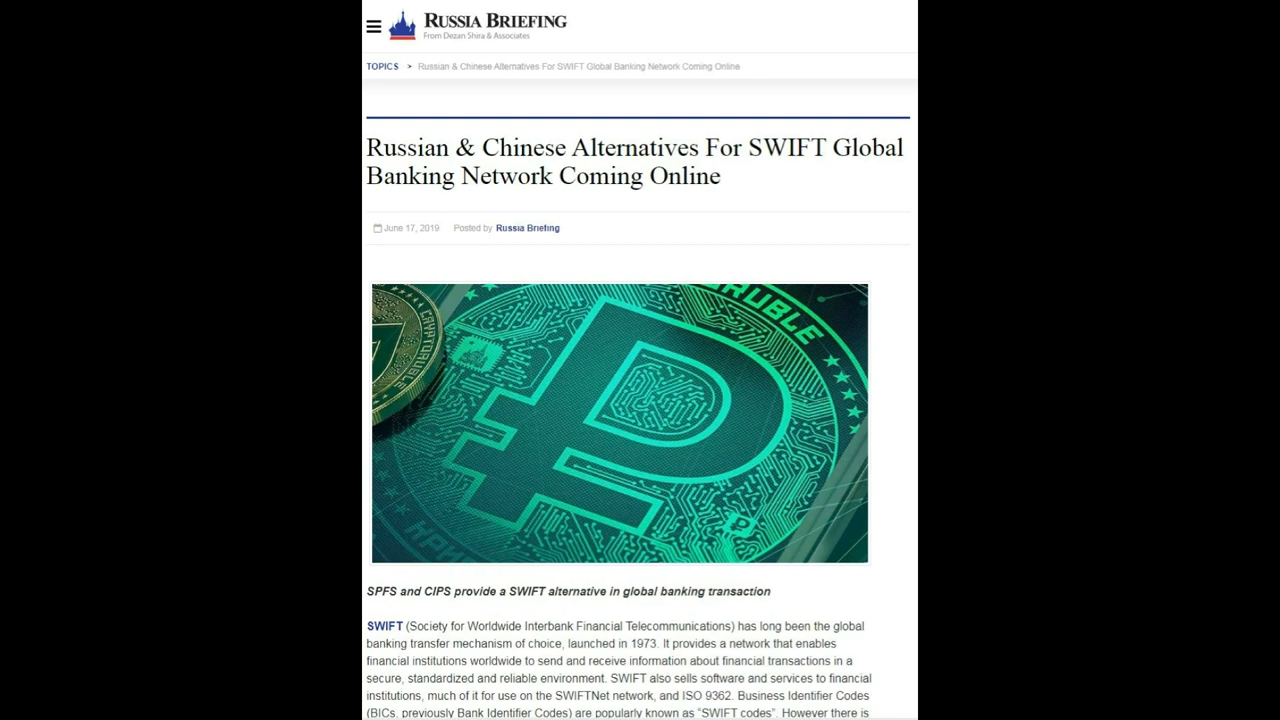 RUSSIA BRIEFING
From Dezan Shira & Associates
TOPICS > Russian & Chinese Alternatives For SWIFT Global Banking Network Coming Online
Russian & Chinese Alternatives For SWIFT Global
Banking Network Coming Online
June 17, 2019 Posted by Russia Briefing
RUBLE
CRYPTORUBLE
SPFS and CIPS provide a SWIFT alternative in global banking transaction
SWIFT (Society for Worldwide Interbank Financial Telecommunications) has long been the global
banking transfer mechanism of choice, launched in 1973. It provides a network that enables
financial institutions worldwide to send and receive information about financial transactions in a
secure, standardized and reliable environment. SWIFT also sells software and services to financial
institutions, much of it for use on the SWIFTNet network, and ISO 9362. Business Identifier Codes
(BICs, previously Bank Identifier Codes) are popularly known as “SWIFT codes”. However there is